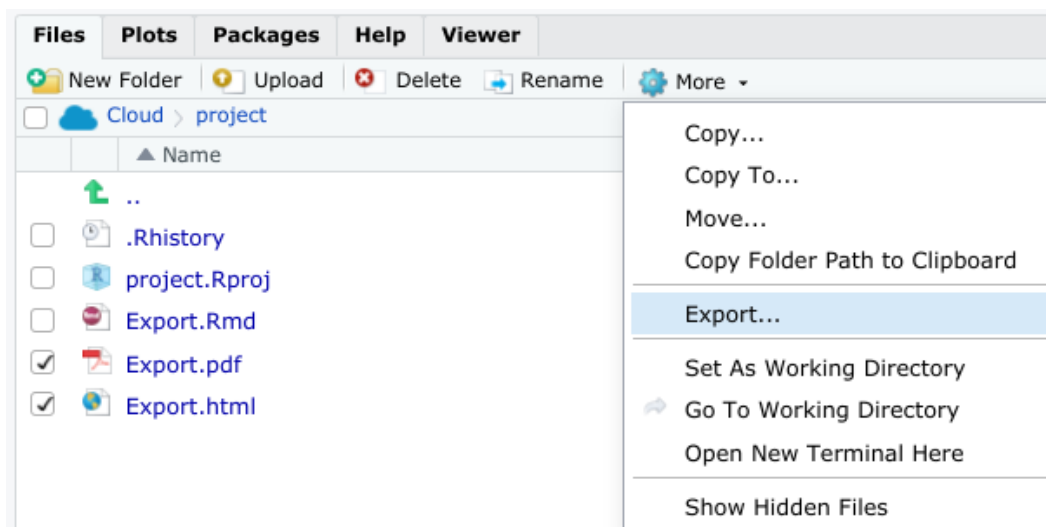 Files Plots Packages Help Viewer
New Folder Upload Delete Rename More
Cloud project
Name
..
.Rhistory
project.Rproj
Export.Rmd
Export.pdf
Export.html
Copy...
Copy To...
Move...
Copy Folder Path to Clipboard
Export...
Set As Working Directory
Go To Working Directory
Open New Terminal Here
Show Hidden Files